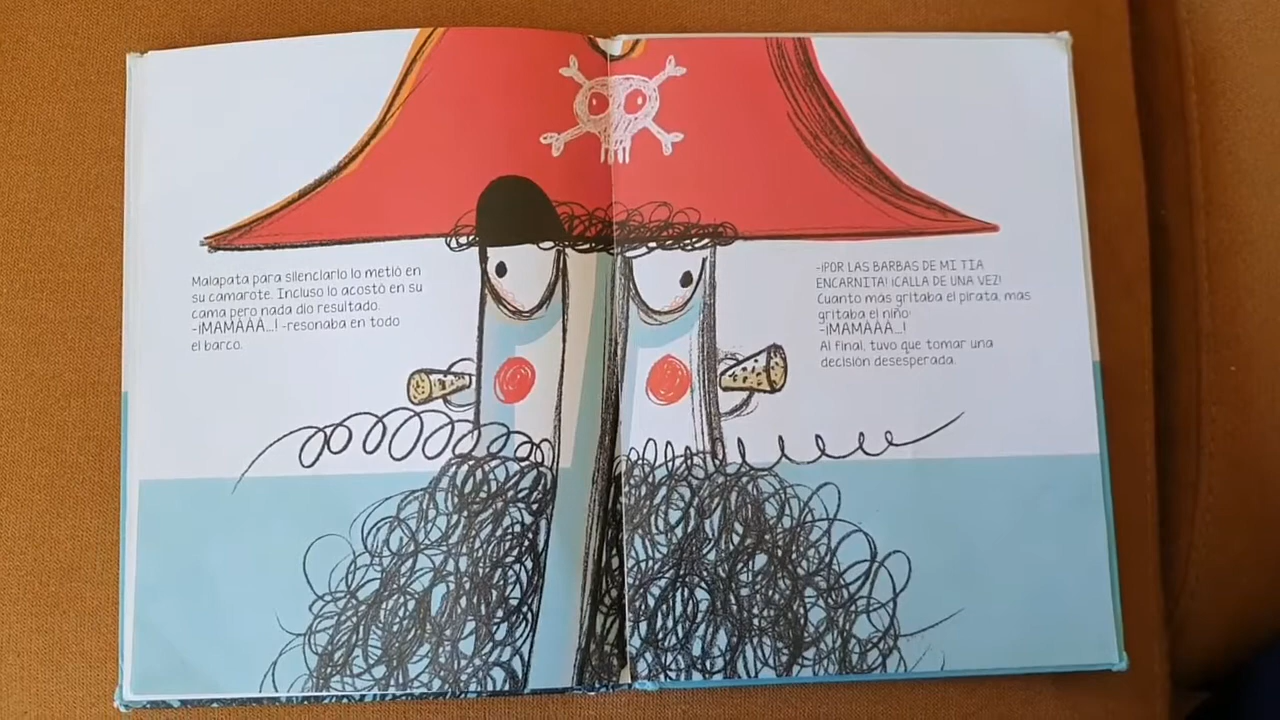 Malapata para silenciarlo lo metió en
su camarote. Incluso lo acostó en su
cama pero nada dio resultado.
-¡MAMÁÁÁ...! -resonaba en todo
el barco.
-¡POR LAS BARBAS DE MI TÍA
ENCARNITA! ¡CALLA DE UNA VEZ!
Cuanto más gritaba el pirata, más
gritaba el niño:
-¡MAMÁÁÁ...!
Al final, tuvo que tomar una
decisión desesperada.